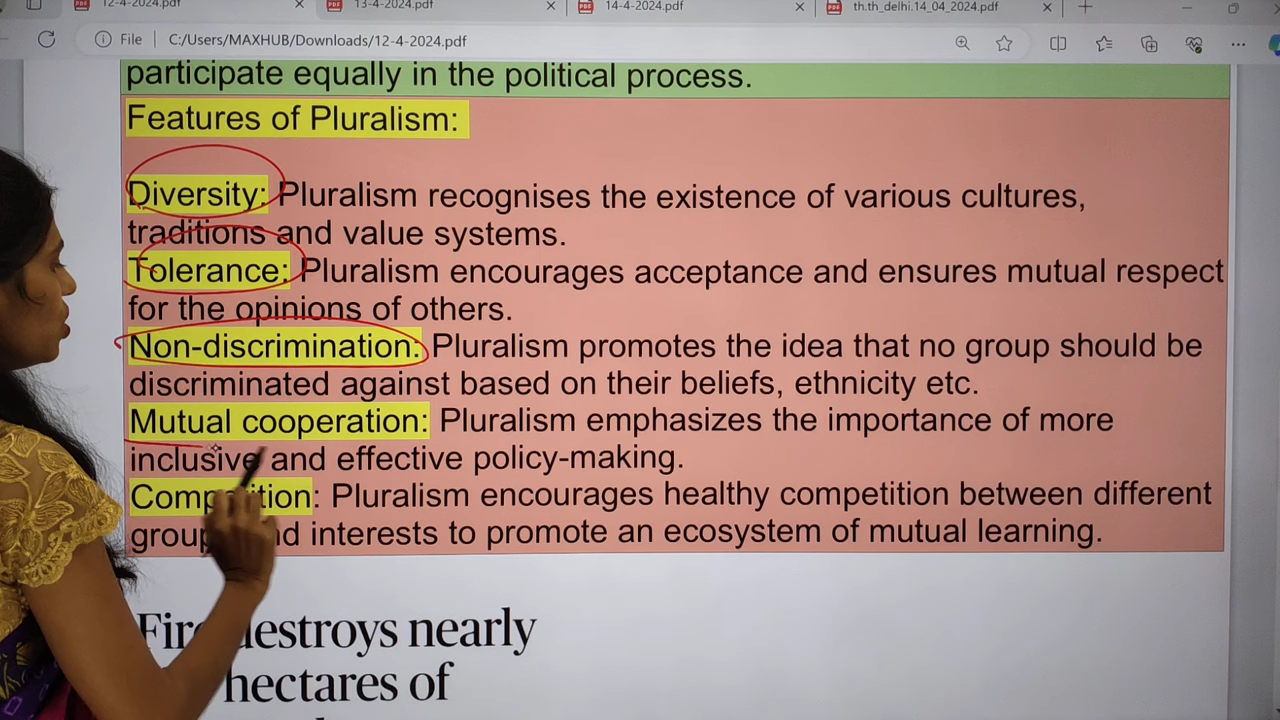 12-4-2024.pdf
13-4-2024.pdf
14-4-2024.pdf
th.th_delhi.14_04_2024.pdf
File
C:/Users/MAXHUB/Downloads/12-4-2024.pdf
participate equally in the political process.
Features of Pluralism:
Diversity: Pluralism recognises the existence of various cultures,
traditions and value systems.
Tolerance: Pluralism encourages acceptance and ensures mutual respect
for the opinions of others.
Non-discrimination: Pluralism promotes the idea that no group should be
discriminated against based on their beliefs, ethnicity etc.
Mutual cooperation: Pluralism emphasizes the importance of more
inclusive and effective policy-making.
Competition: Pluralism encourages healthy competition between different
and interests to promote an ecosystem of mutual learning.
Fire destroys nearly
hectares of